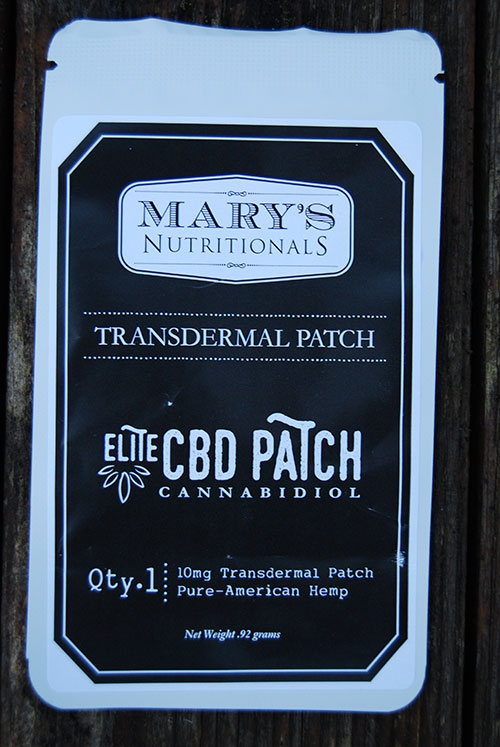 MARY'S
NUTRITIONALS
TRANSDERMAL PATCH
ELITE CBD PATCH
CANNABIDIOL
Qty.1 10mg Transdermal Patch
Pure-American Hemp
Net Weight .92 grams